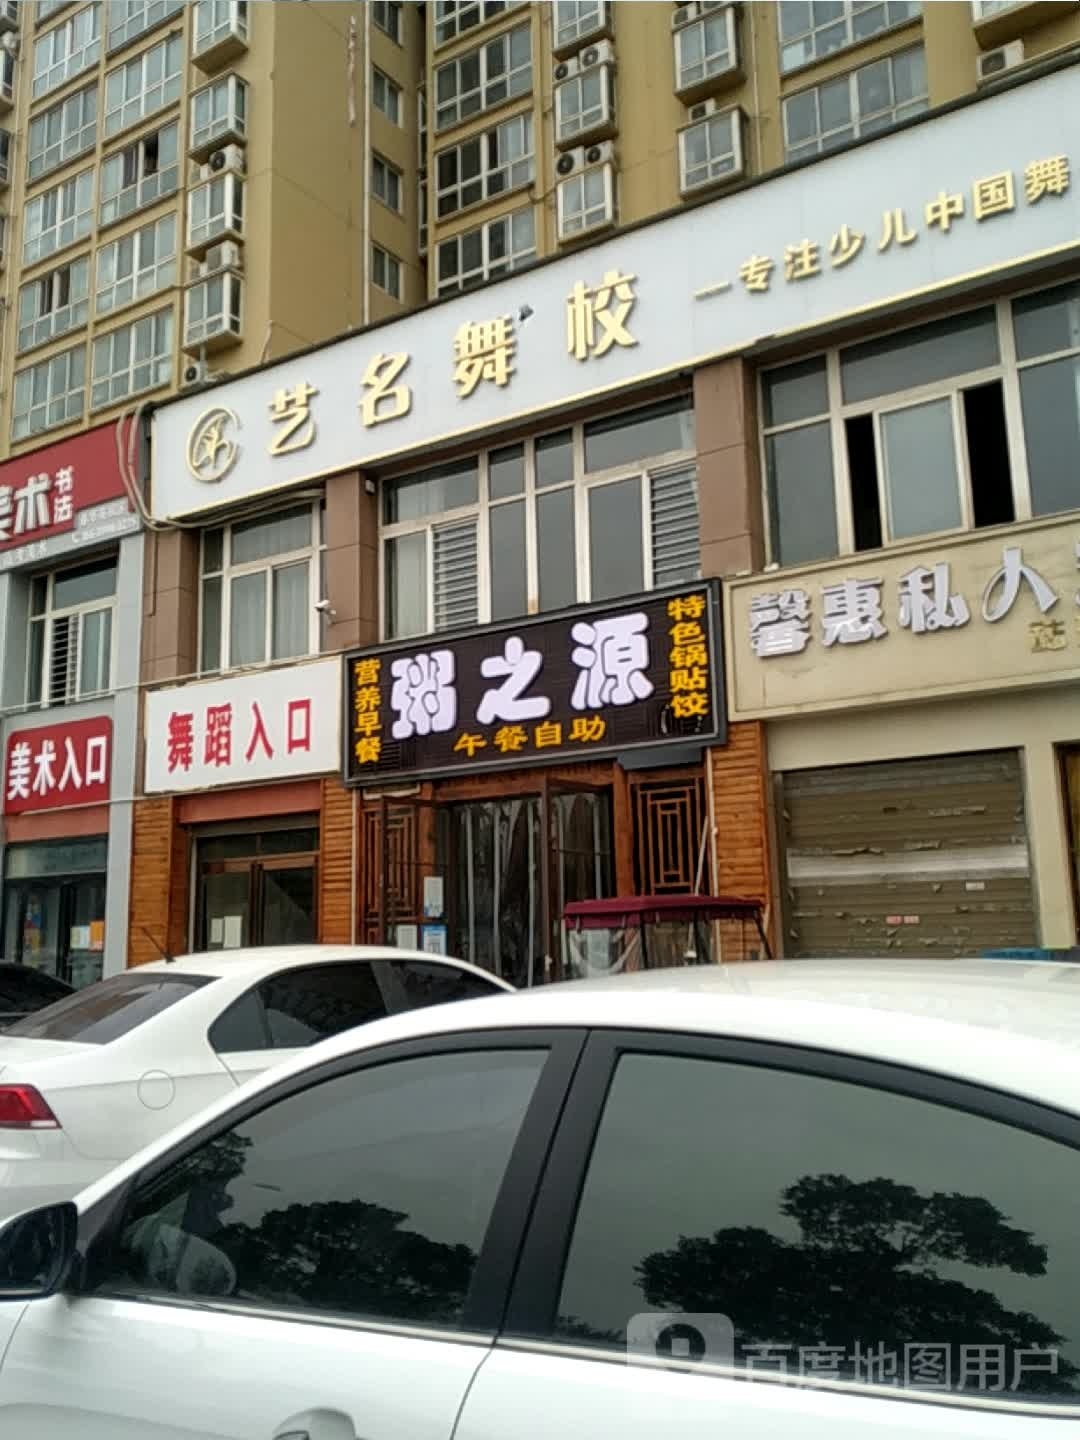 艺名舞校
一专注少儿中国舞
美术
书法
美术入口
舞蹈入口
营养早餐
粥之源
午餐自助
特色锅贴饺
馨惠私人
百度地图用户